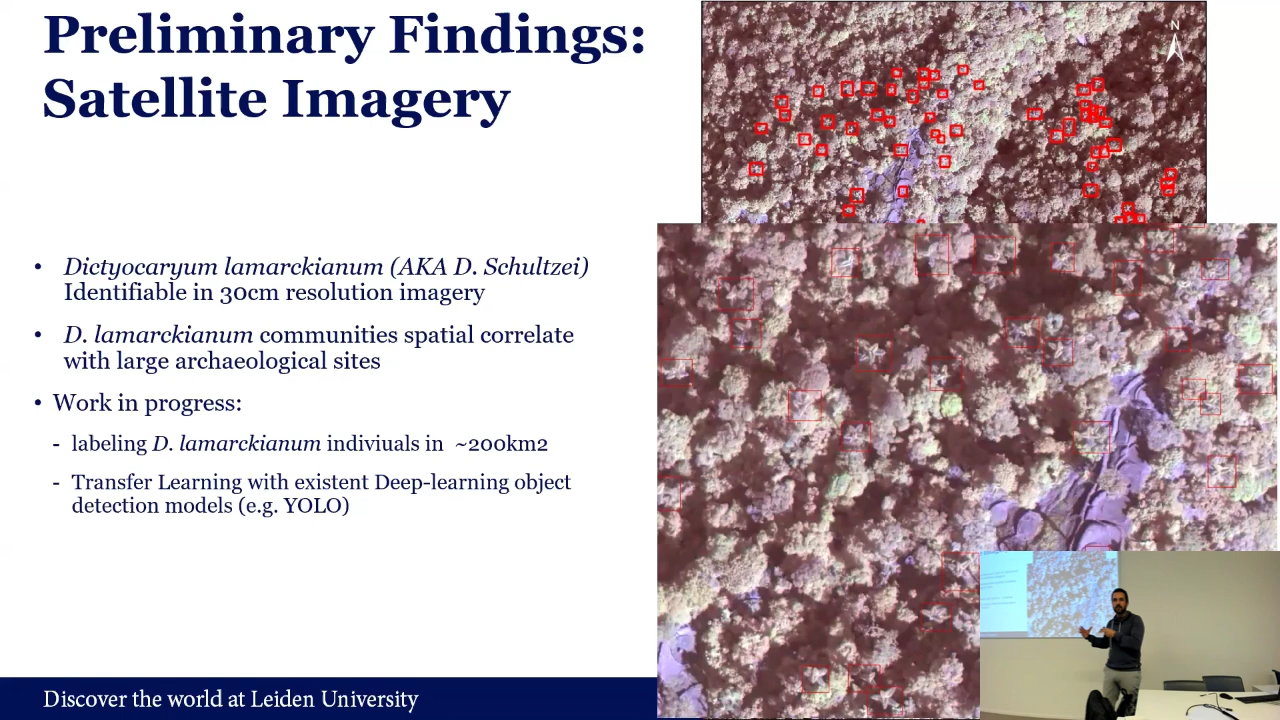 Preliminary Findings:
Satellite Imagery
N
• Dictyocaryum lamarckianum (AKA D. Schultzei)
Identifiable in 30cm resolution imagery
• D. lamarckianum communities spatial correlate
with large archaeological sites
• Work in progress:
- labeling D. lamarckianum indiviuals in ~200km2
- Transfer Learning with existent Deep-learning object
detection models (e.g. YOLO)
Discover the world at Leiden University